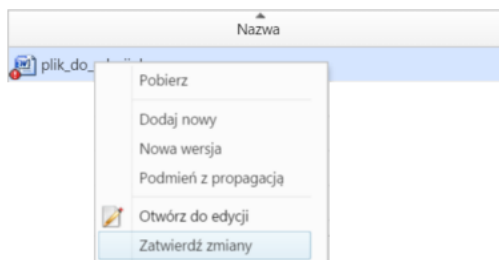 Nazwa
plik_do_
Pobierz
Dodaj nowy
Nowa wersja
Podmień z propagacją
Otwórz do edycji
Zatwierdź zmiany